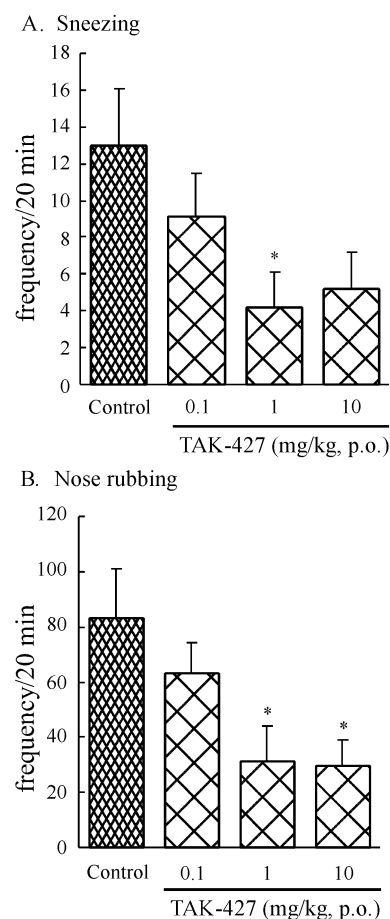 A. Sneezing
18
16
14
12
10
8
6
4
2
0
frequency/20 min
*
Control 0.1 1 10
TAK-427 (mg/kg, p.o.)
B. Nose rubbing
120
100
80
60
40
20
0
frequency/20 min
* *
Control 0.1 1 10
TAK-427 (mg/kg, p.o.)